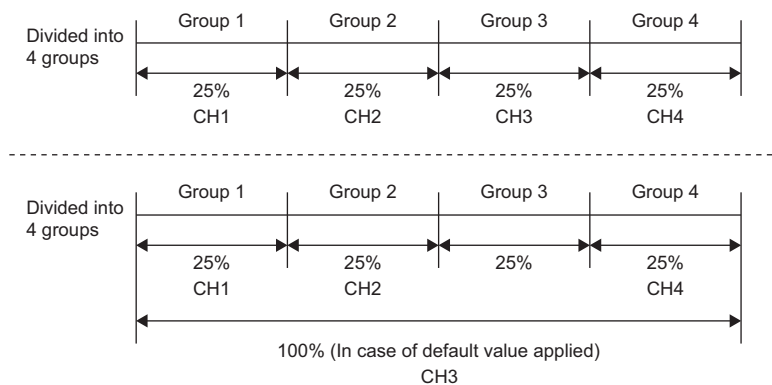 Group 1 Group 2 Group 3 Group 4
Divided into
4 groups
25% 25% 25% 25%
CH1 CH2 CH3 CH4
Group 1 Group 2 Group 3 Group 4
Divided into
4 groups
25% 25% 25% 25%
CH1 CH2 CH4
100% (In case of default value applied)
CH3